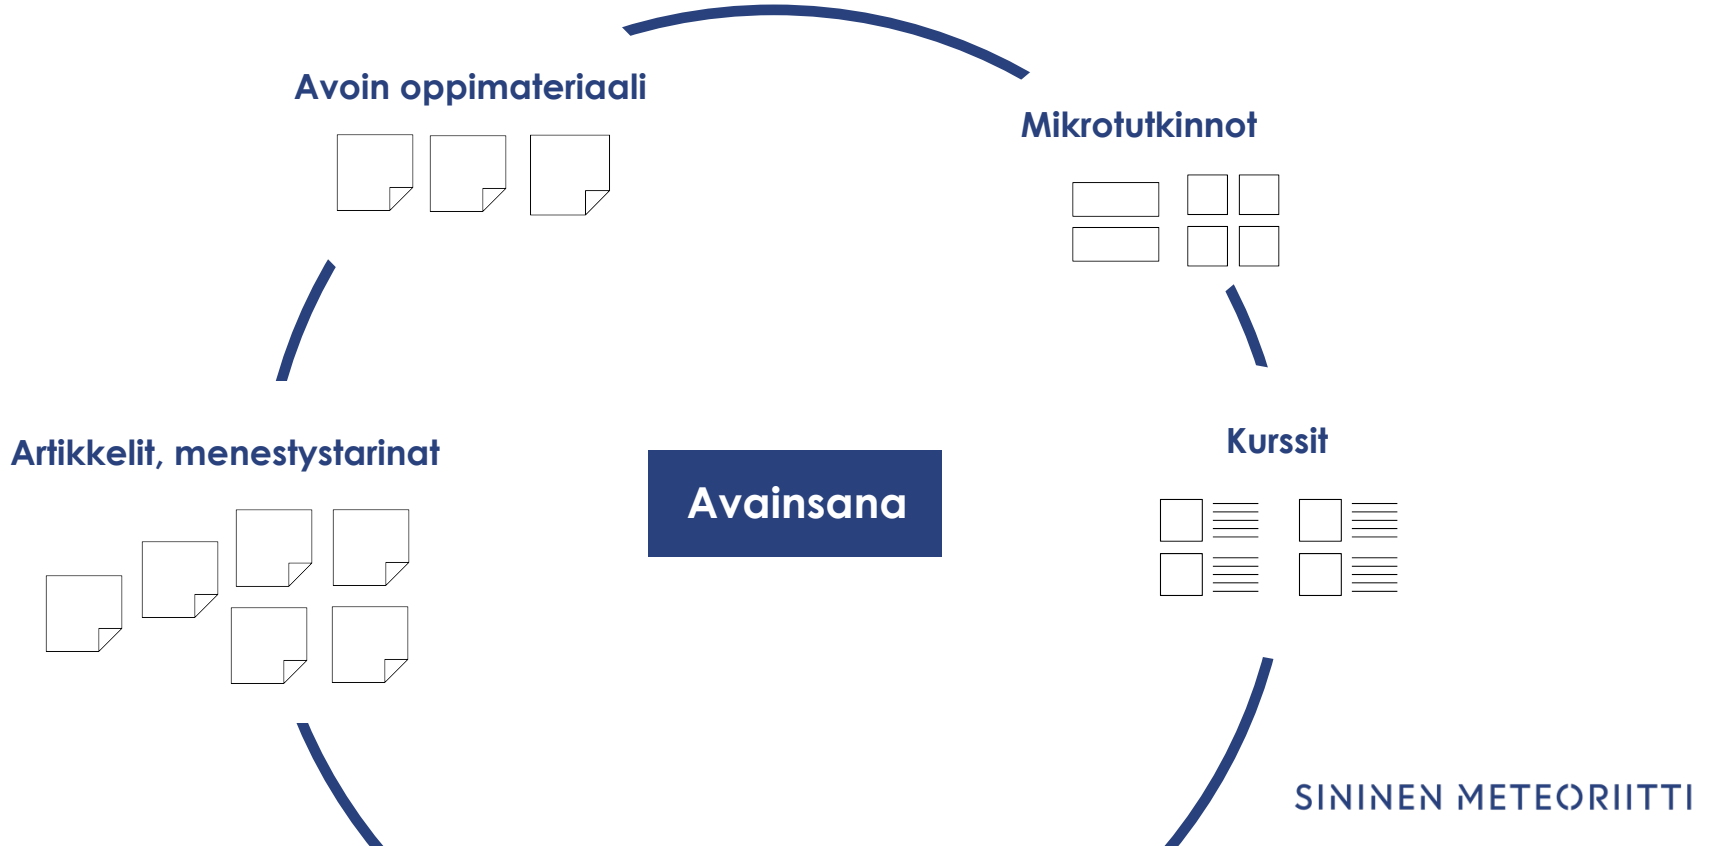 Avoin oppimateriaali
Mikrotutkinnot
Artikkelit, menestystarinat
Avainsana
Kurssit
SININEN METEORIITTI